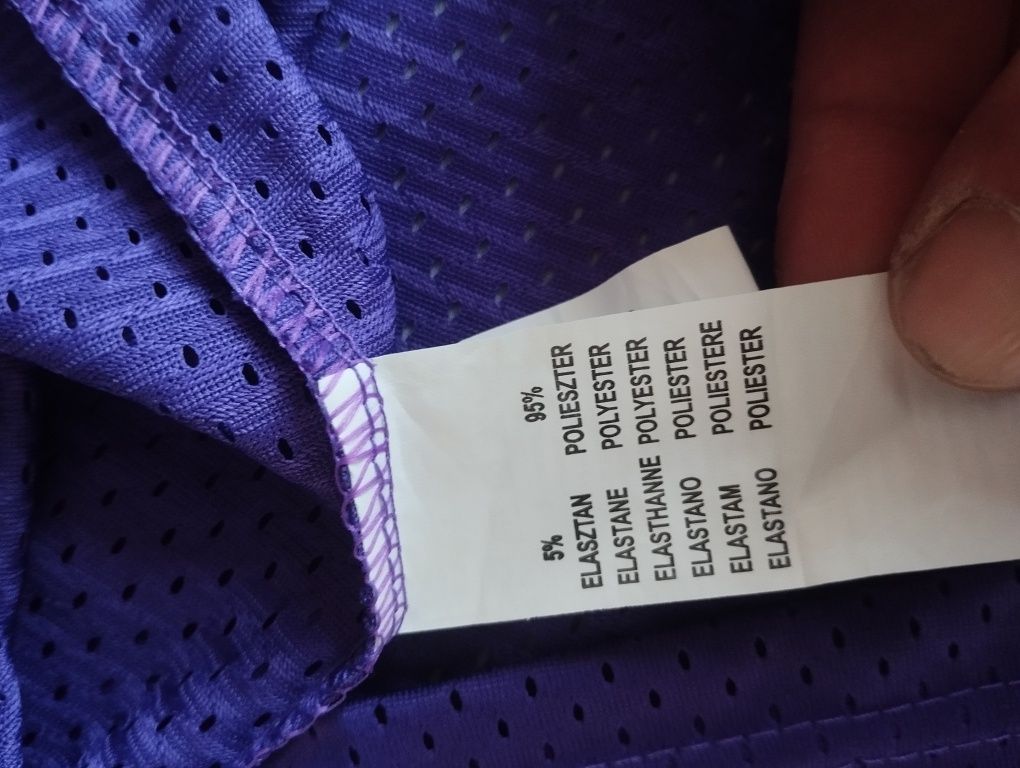 5% 95%
ELASZTAN POLIESZTER
ELASTANE POLYESTER
ELASTHANNE POLYESTER
ELASTANO POLIESTER
ELASTAM POLIESTERE
ELASTANO POLIESTER